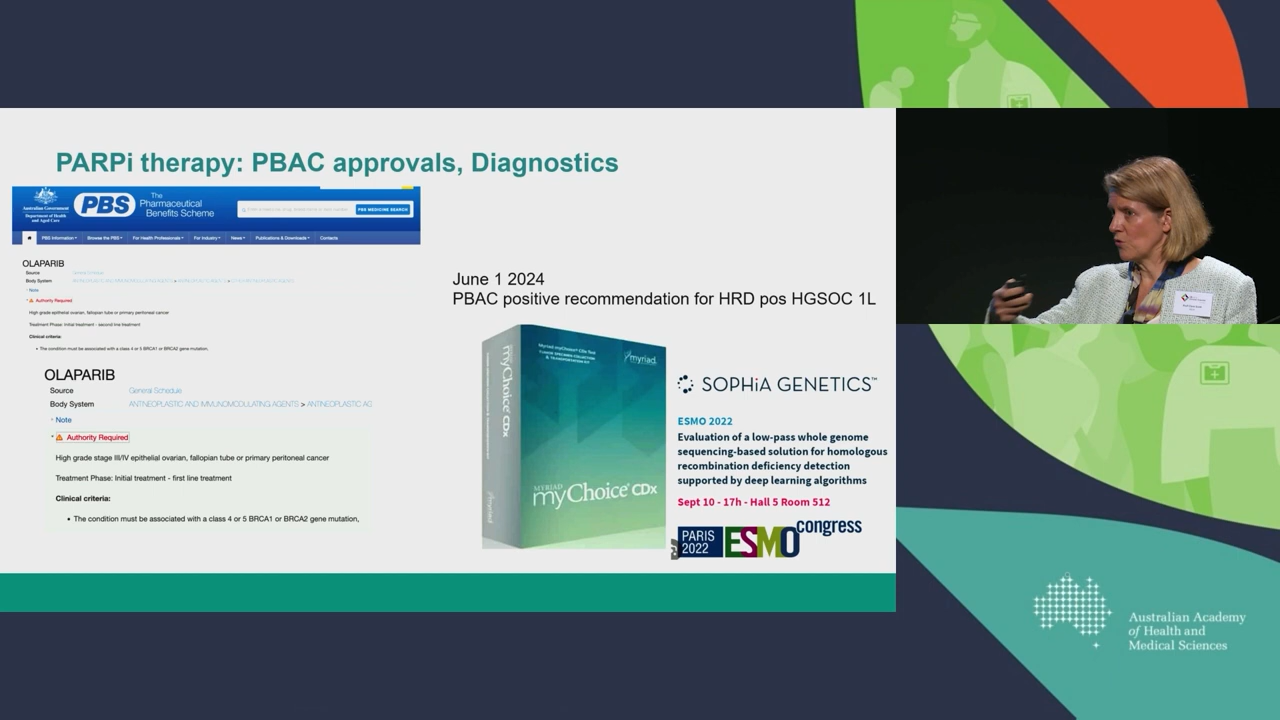 PARPi therapy: PBAC approvals, Diagnostics
Australian Government
Department of Health
and Aged Care
PBS
The
Pharmaceutical
Benefits Scheme
PBS MEDICINE SEARCH
PBS Information
Browse the PBS
For Health Professionals
For Industry
News
Publications & Downloads
Contacts
OLAPARIB
Source General Schedule
Body System
Note
Authority Required
High grade epithelial ovarian, fallopian tube or primary peritoneal cancer
Treatment Phase: Initial treatment - second line treatment
Clinical criteria:
• The condition must be associated with a class 4 or 5 BRCA1 or BRCA2 gene mutation,
OLAPARIB
Source General Schedule
Body System ANTINEOPLASTIC AND IMMUNOMODULATING AGENTS > ANTINEOPLASTIC AG
Note
Authority Required
High grade stage III/IV epithelial ovarian, fallopian tube or primary peritoneal cancer
Treatment Phase: Initial treatment - first line treatment
Clinical criteria:
• The condition must be associated with a class 4 or 5 BRCA1 or BRCA2 gene mutation,
June 1 2024
PBAC positive recommendation for HRD pos HGSOC 1L
myChoice CDx
myriad
Myriad myChoice CDx Test
myriad
MYRIAD
myChoice CDx
SOPHiA GENETICS™
ESMO 2022
Evaluation of a low-pass whole genome
sequencing-based solution for homologous
recombination deficiency detection
supported by deep learning algorithms
Sept 10 - 17h - Hall 5 Room 512
PARIS
2022
ESMO
congress
Australian Academy
of Health and
Medical Sciences